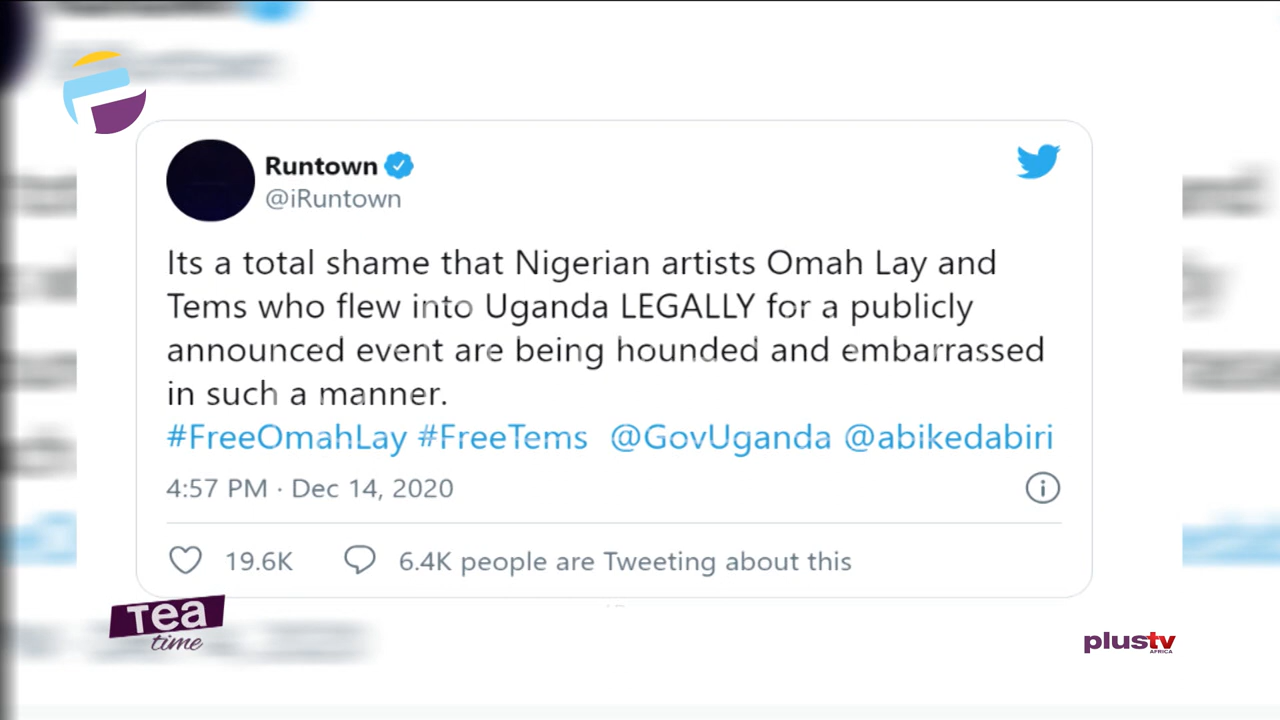 Runtown
@iRuntown
Its a total shame that Nigerian artists Omah Lay and
Tems who flew into Uganda LEGALLY for a publicly
announced event are being hounded and embarrassed
in such a manner.
#FreeOmahLay #FreeTems @GovUganda @abikedabiri
4:57 PM · Dec 14, 2020
19.6K 6.4K people are Tweeting about this
Tea
time
plustv
AFRICA